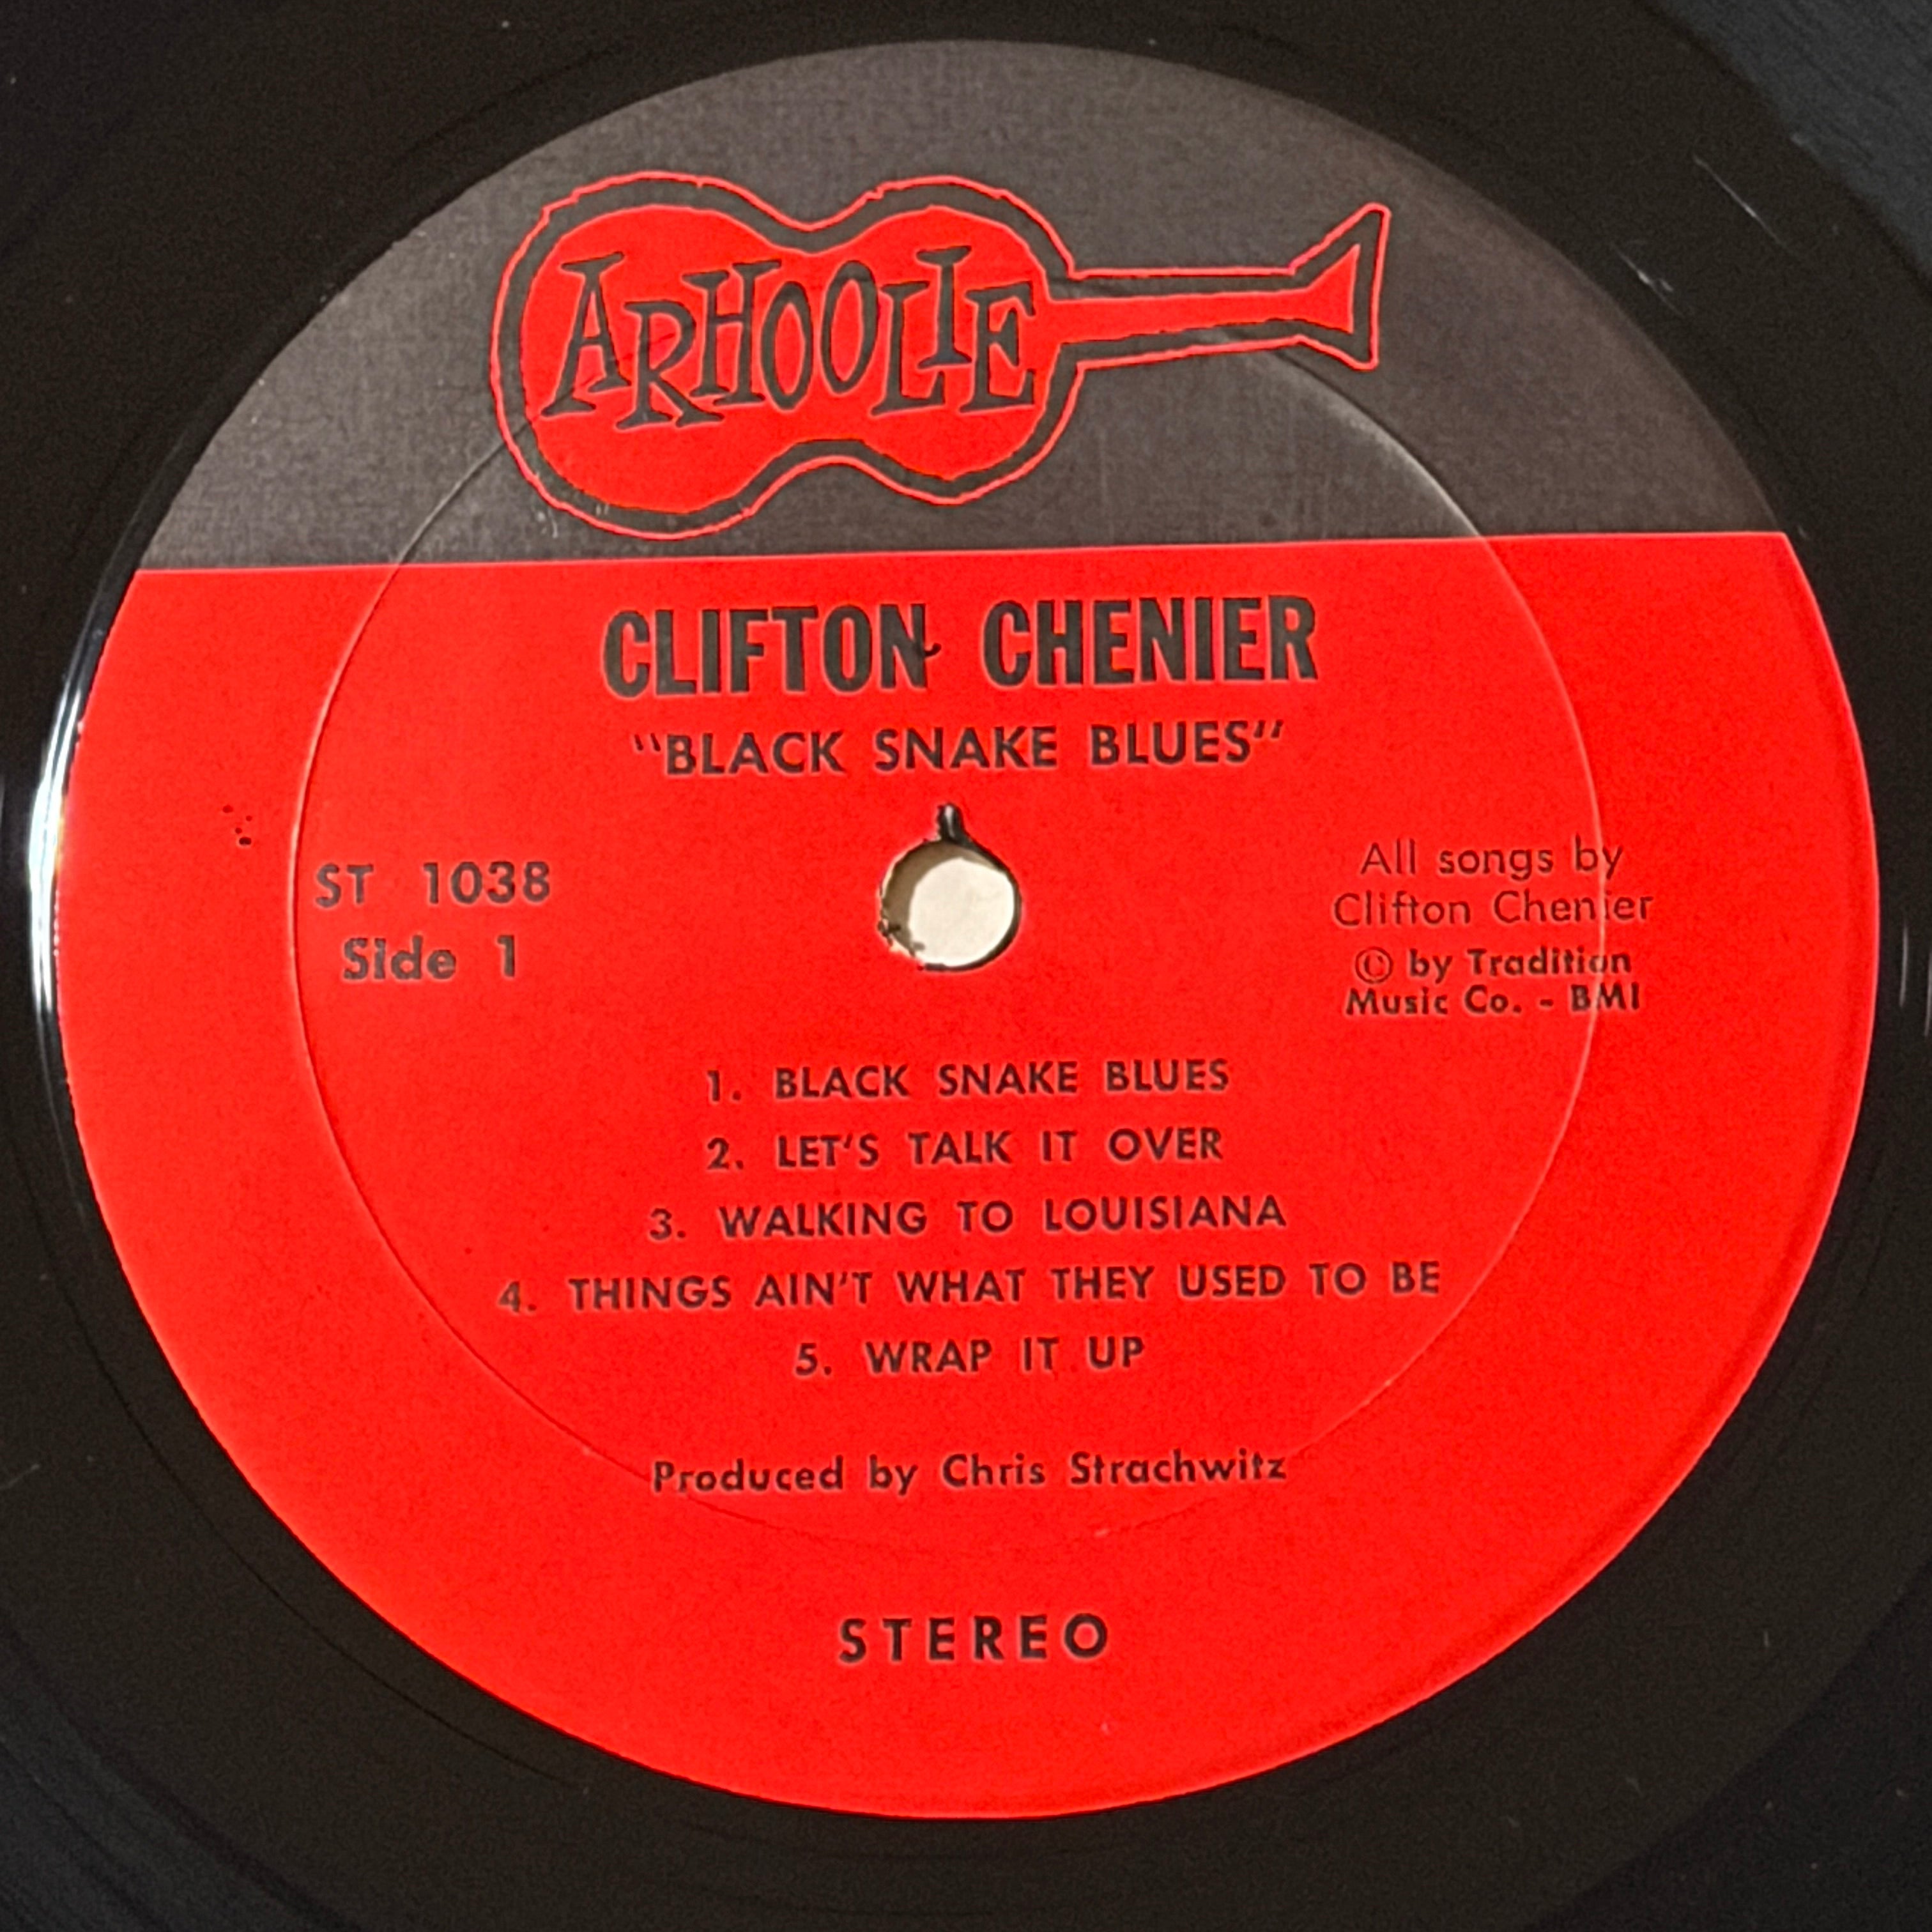 ARHOOLIE
CLIFTON CHENIER
"BLACK SNAKE BLUES"
ST 1038
Side 1
All songs by
Clifton Chenier
© by Tradition
Music Co. - BMI
1. BLACK SNAKE BLUES
2. LET'S TALK IT OVER
3. WALKING TO LOUISIANA
4. THINGS AIN'T WHAT THEY USED TO BE
5. WRAP IT UP
Produced by Chris Strachwitz
STEREO